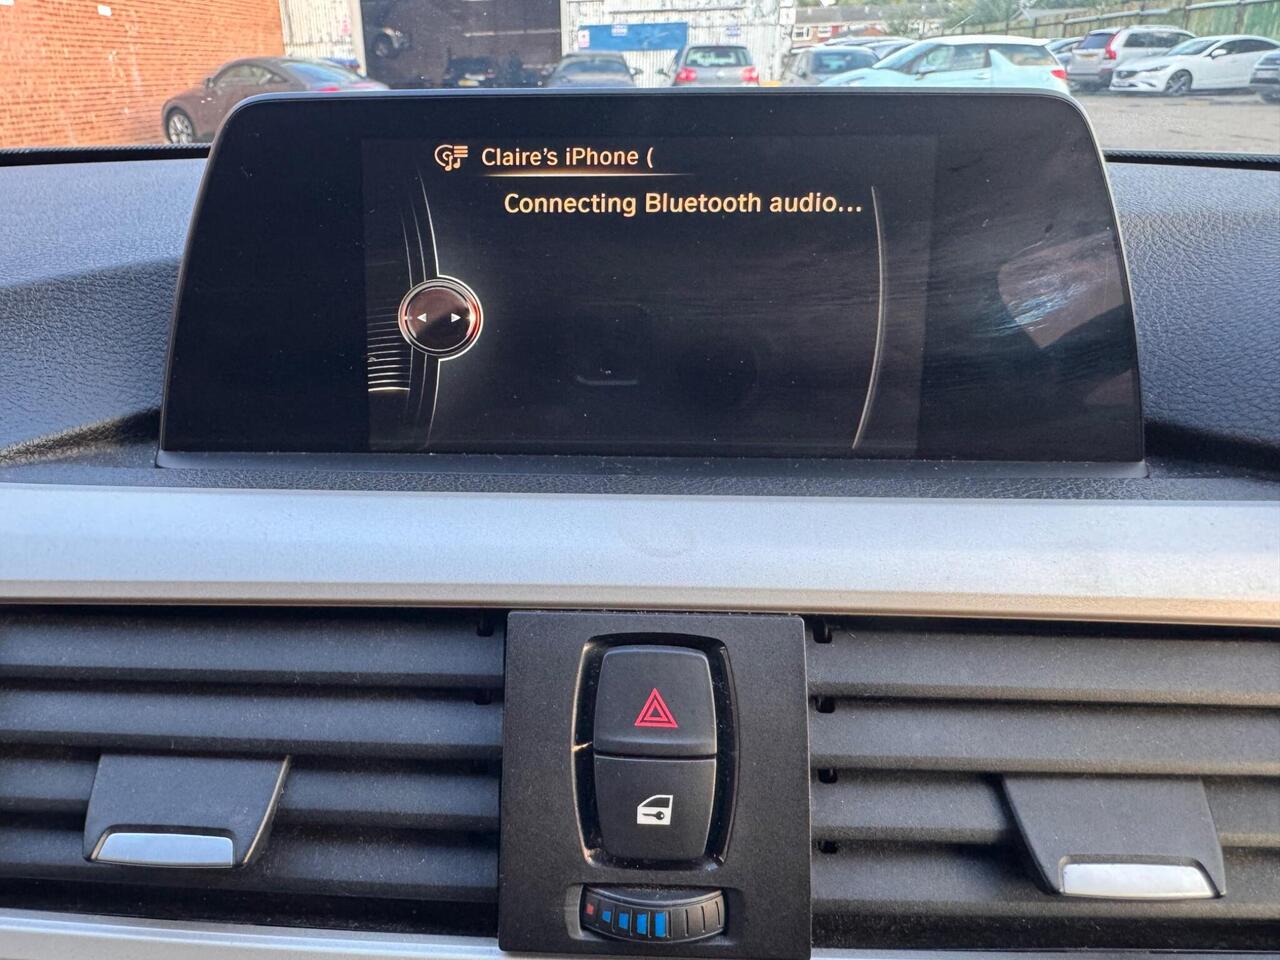 Claire's iPhone (
Connecting Bluetooth audio...